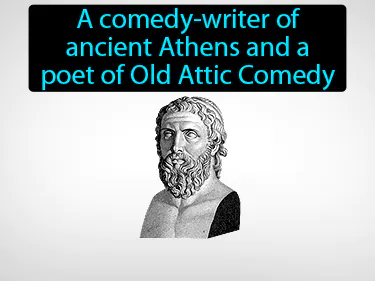 A comedy-writer of
ancient Athens and a
poet of Old Attic Comedy